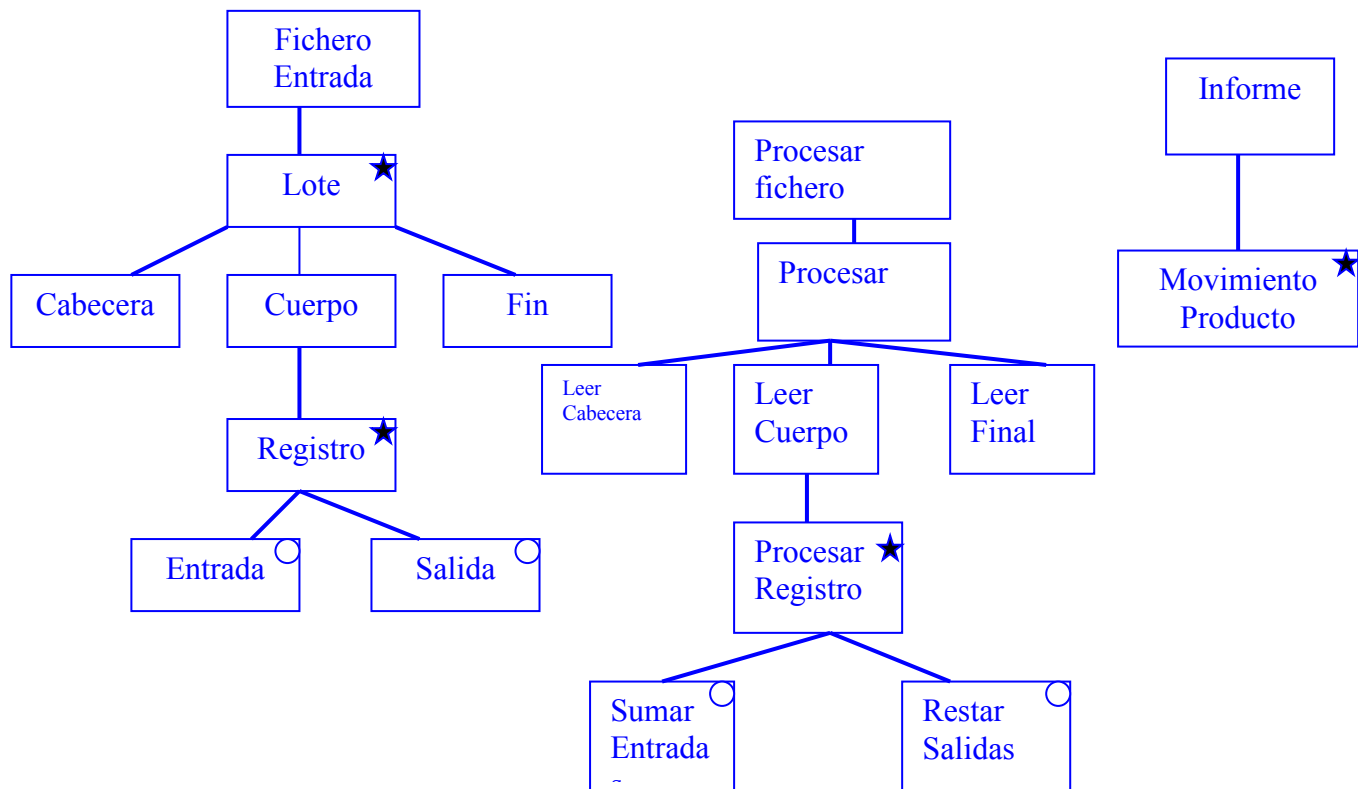 Fichero
Entrada
Lote
Cabecera
Cuerpo
Fin
Registro
Entrada
Salida
Procesar
fichero
Procesar
Leer
Cabecera
Leer
Cuerpo
Leer
Final
Procesar
Registro
Sumar
Entrada
s
Restar
Salidas
Informe
Movimiento
Producto